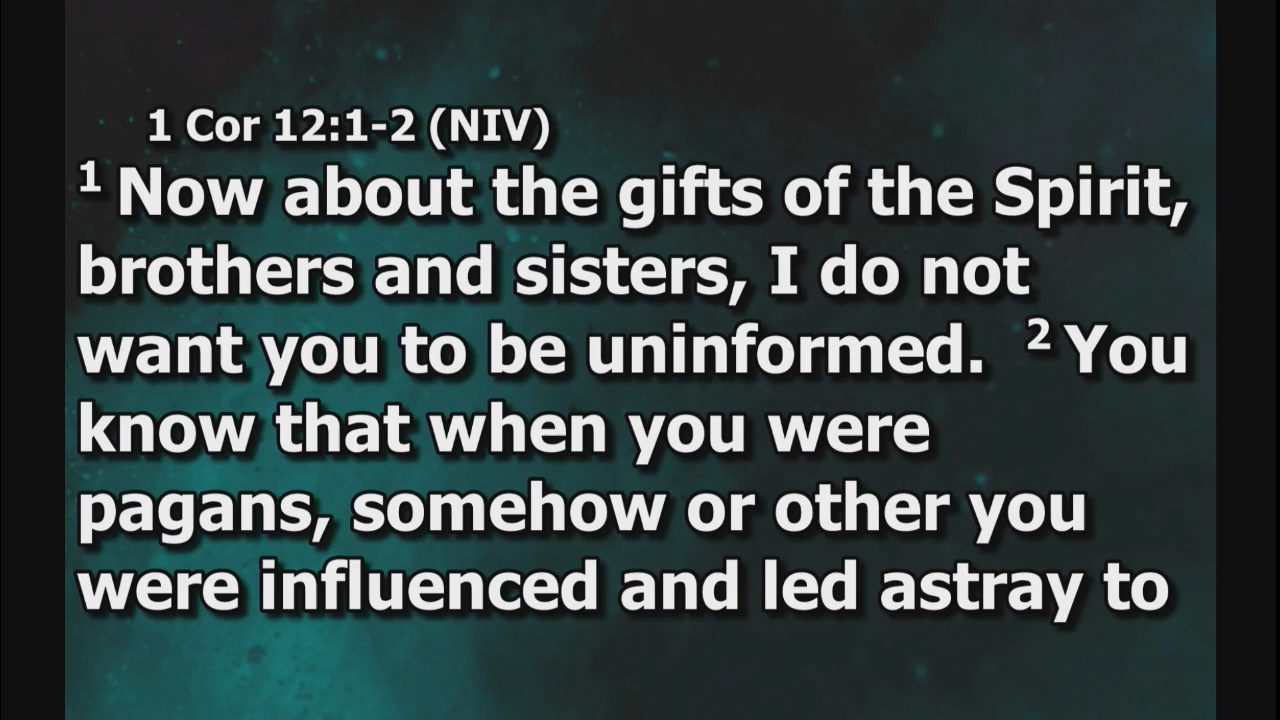 1 Cor 12:1-2 (NIV)
1 Now about the gifts of the Spirit,
brothers and sisters, I do not
want you to be uninformed. 2 You
know that when you were
pagans, somehow or other you
were influenced and led astray to